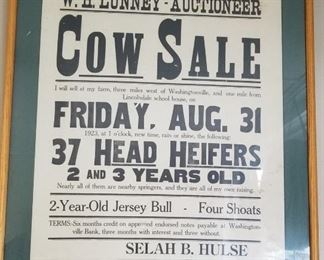 W. H. LUNNEY - AUCTIONEER
COW SALE
I will sell at my farm, three miles west of Washingtonville, and one mile from
Lincolndale school house, on
FRIDAY, AUG. 31
1923, at 1 o'clock, new time, rain or shine, the following:
37 HEAD HEIFERS
2 AND 3 YEARS OLD
Nearly all of them are nearby springers, and they are all of my own raising.
2-Year-Old Jersey Bull - Four Shoats
TERMS-Six months credit on approved endorsed notes payable at Washington-
ville Bank, three months with interest and three without.
SELAH B. HULSE